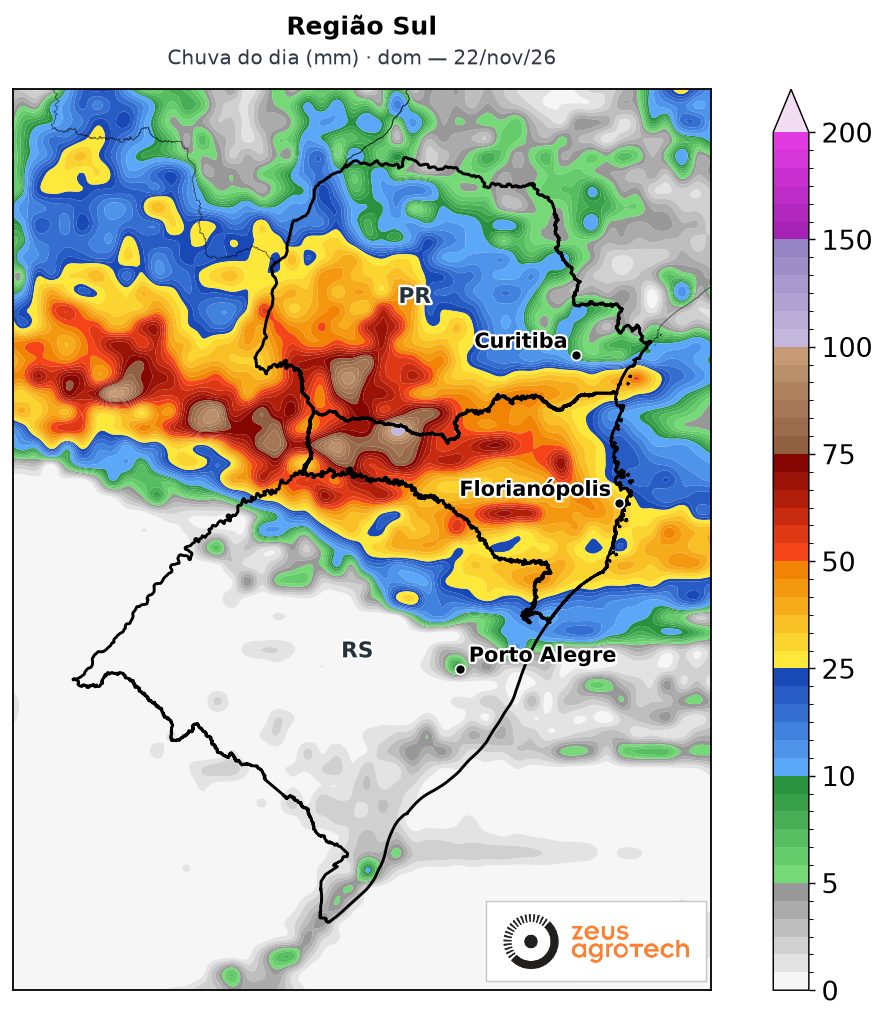 Região Sul
Chuva do dia (mm) · dom — 22/nov/26
200
150
PR
100
Curitiba
75
Florianópolis
50
RS
Porto Alegre
25
10
5
zeus
agrotech
0